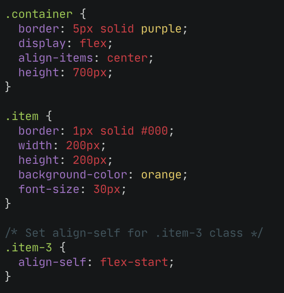 .container {
  border: 5px solid purple;
  display: flex;
  align-items: center;
  height: 700px;
}

.item {
  border: 1px solid #000;
  width: 200px;
  height: 200px;
  background-color: orange;
  font-size: 30px;
}

/* Set align-self for .item-3 class */
.item-3 {
  align-self: flex-start;
}